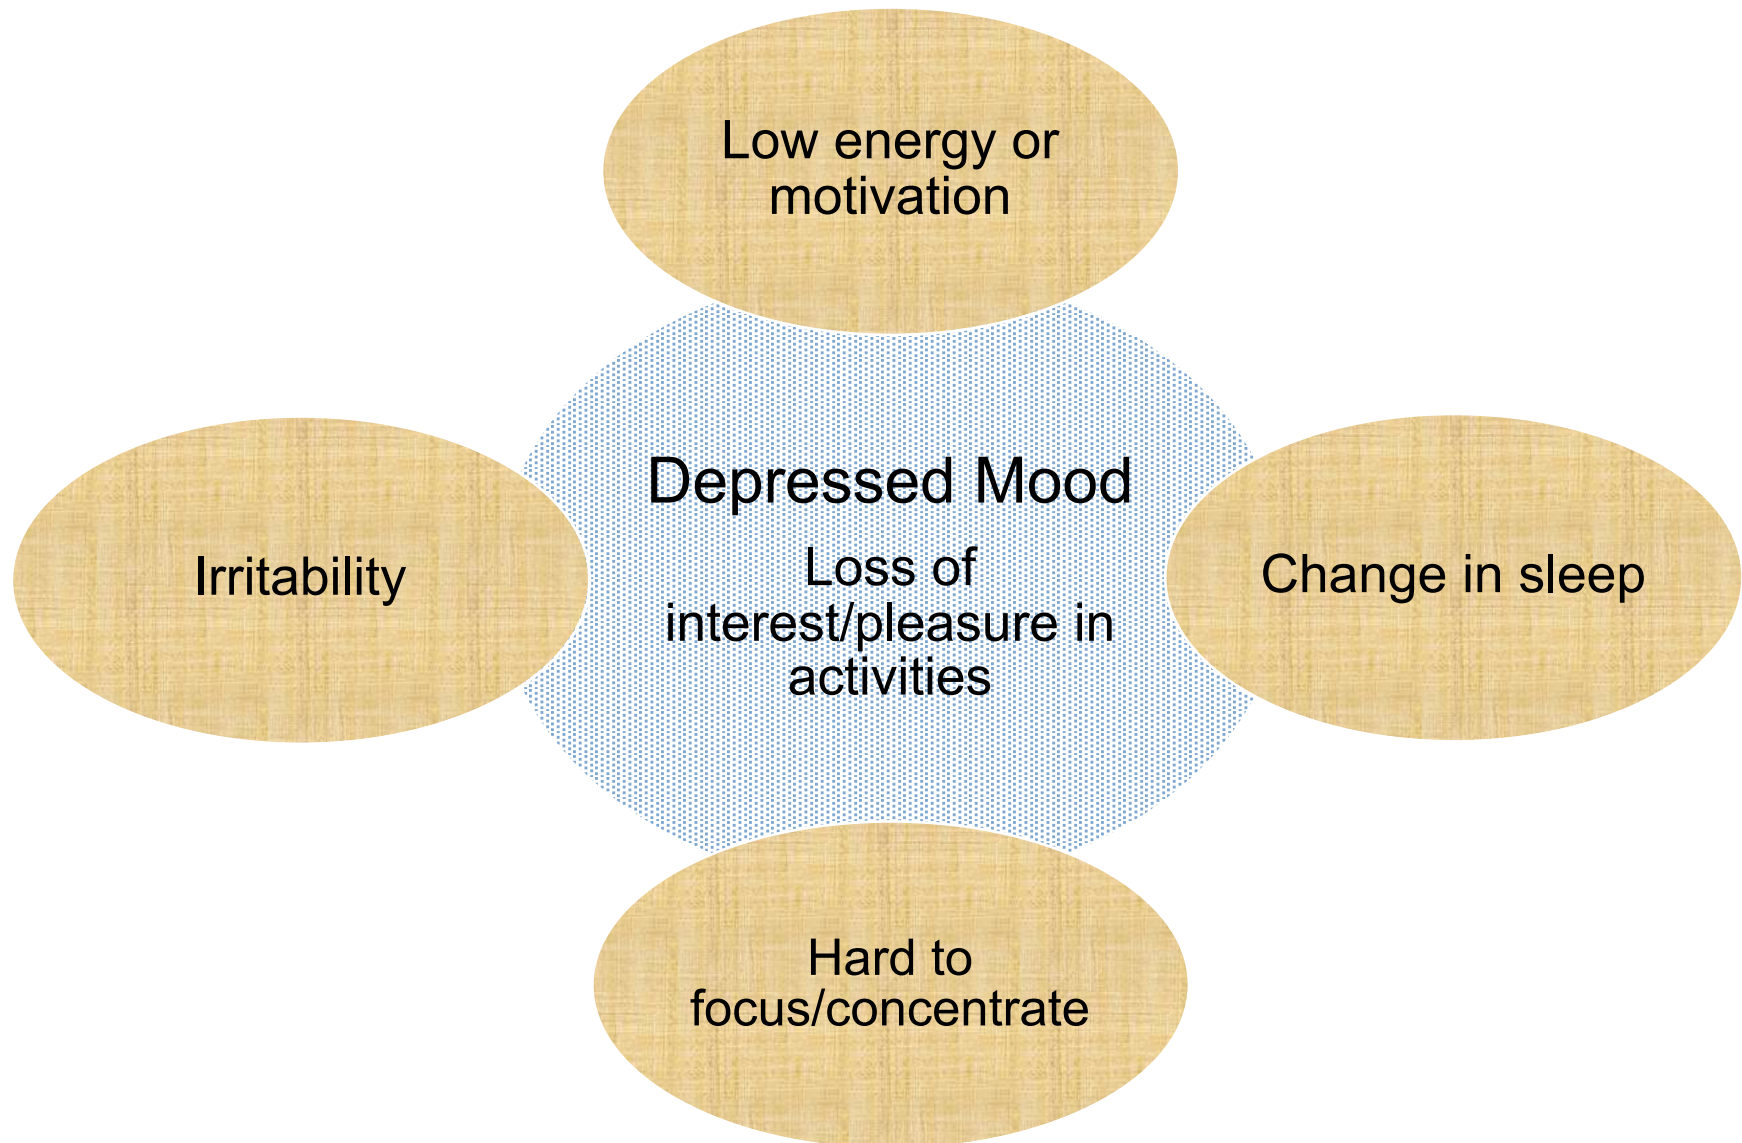 Low energy or
motivation
Irritability
Depressed Mood
Loss of
interest/pleasure in
activities
Change in sleep
Hard to
focus/concentrate